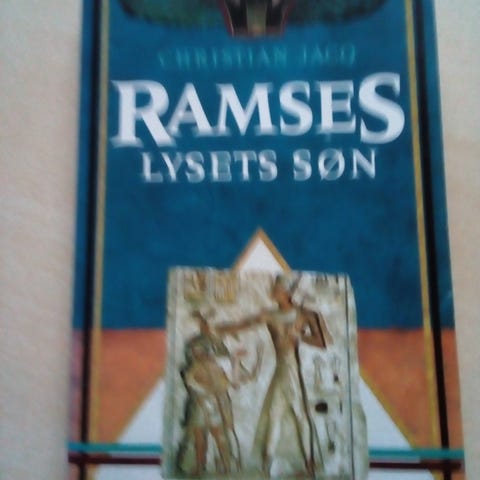 CHRISTIAN JACQ
RAMSES
LYSETS SØN